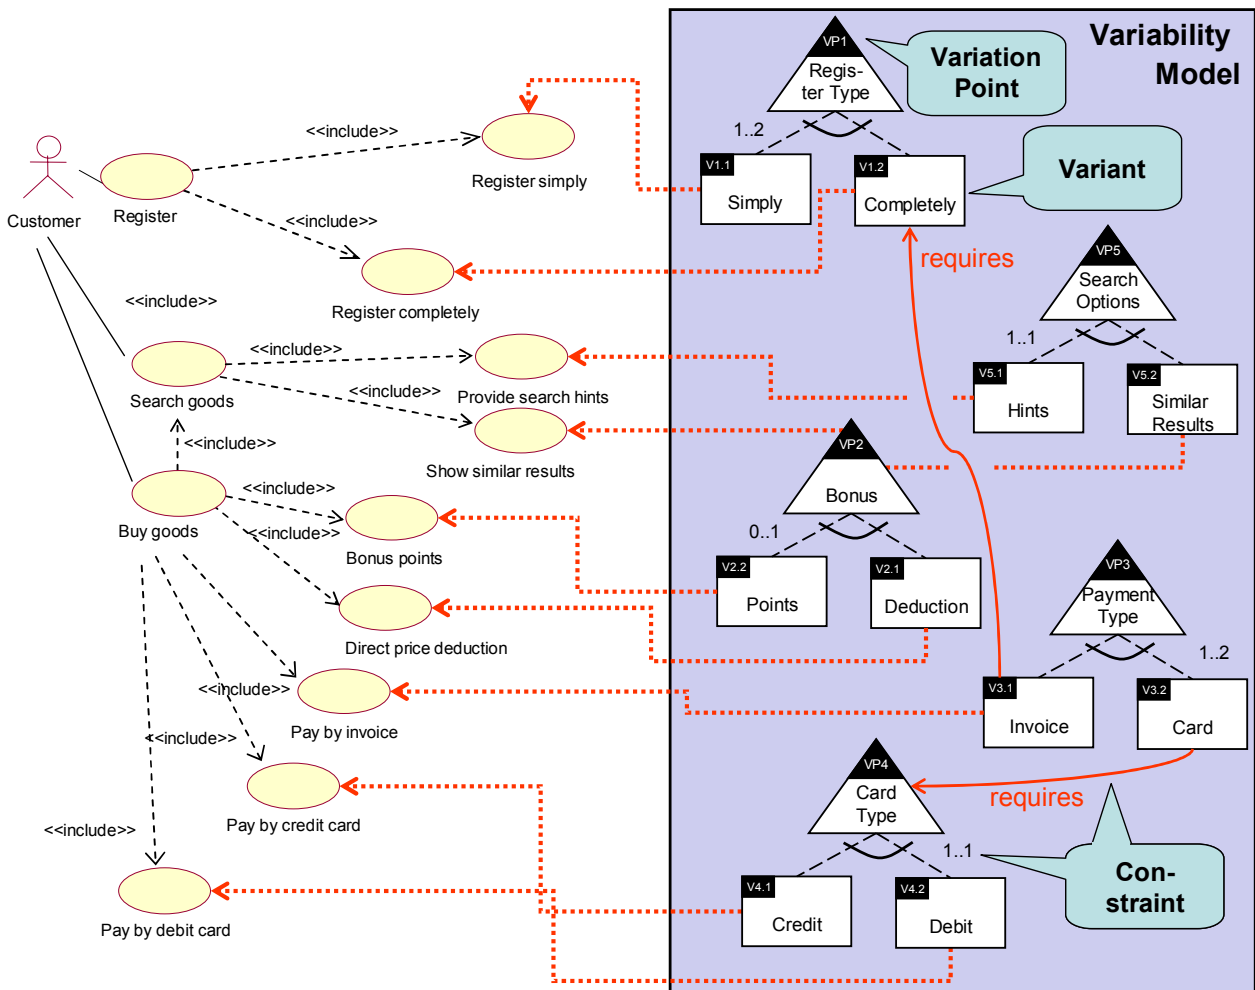 Variability
Model
VP1
Regis-
ter Type
Variation
Point
1..2
V1.1
Simply
V1.2
Completely
Variant
requires
VP5
Search
Options
1..1
V5.1
Hints
V5.2
Similar
Results
VP2
Bonus
0..1
V2.2
Points
V2.1
Deduction
VP3
Payment
Type
1..2
V3.1
Invoice
V3.2
Card
VP4
Card
Type
requires
1..1
V4.1
Credit
V4.2
Debit
Con-
straint
Customer
Register
<<include>>
Register simply
<<include>>
Register completely
<<include>>
Search goods
<<include>>
Provide search hints
<<include>>
Show similar results
<<include>>
Buy goods
<<include>>
Bonus points
<<include>>
Direct price deduction
<<include>>
Pay by invoice
<<include>>
Pay by credit card
<<include>>
Pay by debit card